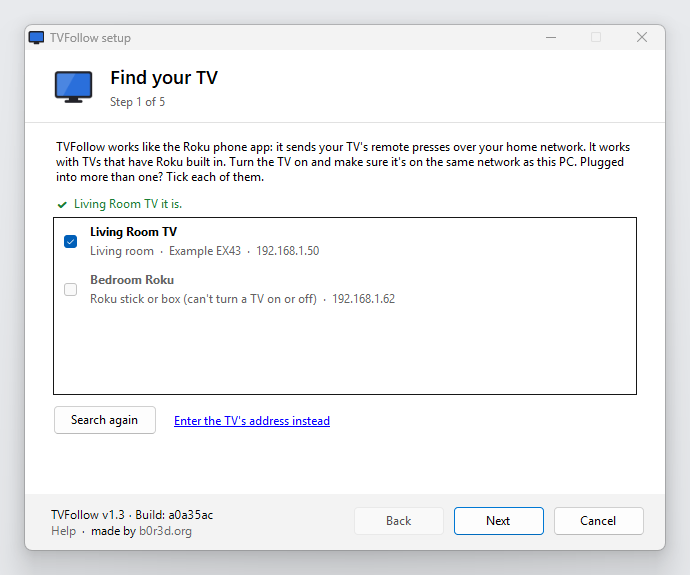 TVFollow setup
Find your TV
Step 1 of 5
TVFollow works like the Roku phone app: it sends your TV's remote presses over your home network. It works
with TVs that have Roku built in. Turn the TV on and make sure it's on the same network as this PC. Plugged
into more than one? Tick each of them.
Living Room TV it is.
Living Room TV
Living room · Example EX43 · 192.168.1.50
Bedroom Roku
Roku stick or box (can't turn a TV on or off) · 192.168.1.62
Search again
Enter the TV's address instead
TVFollow v1.3 · Build: a0a35ac
Help · made by b0r3d.org
Back
Next
Cancel